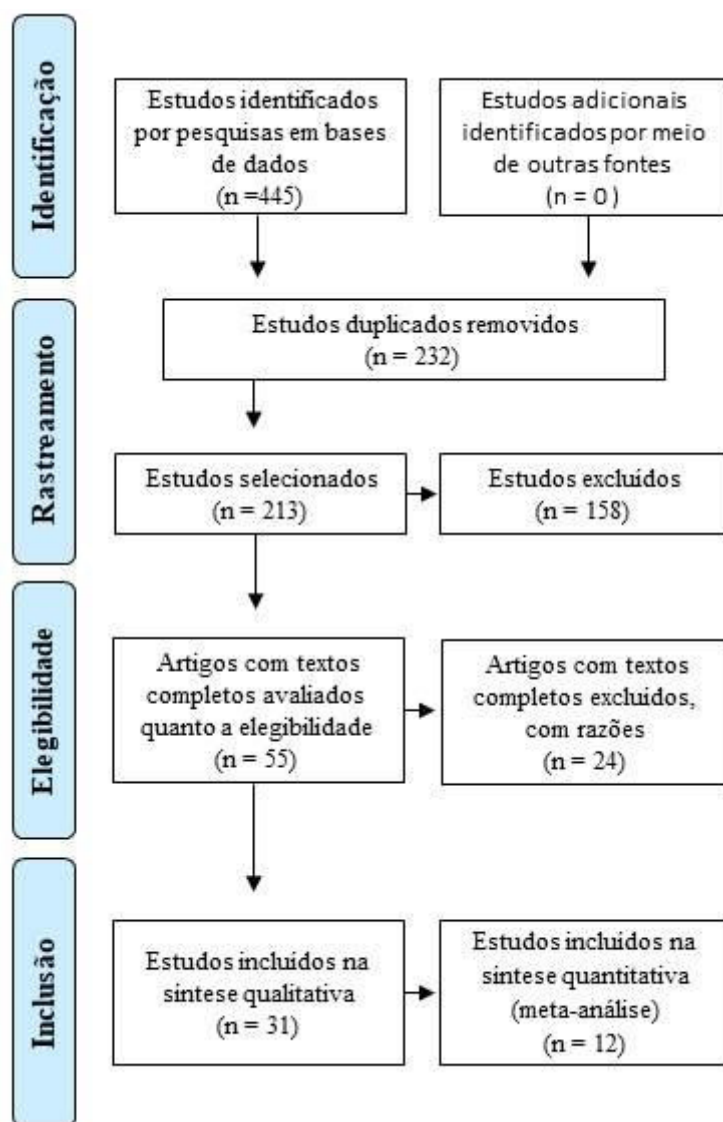 Identificação
Estudos identificados
por pesquisas em bases
de dados
(n =445)
Estudos adicionais
identificados por meio
de outras fontes
(n = 0 )
Rastreamento
Estudos duplicados removidos
(n = 232)
Estudos selecionados
(n = 213)
Estudos excluídos
(n = 158)
Elegibilidade
Artigos com textos
completos avaliados
quanto a elegibilidade
(n = 55)
Artigos com textos
completos excluídos,
com razões
(n = 24)
Inclusão
Estudos incluídos na
síntese qualitativa
(n = 31)
Estudos incluídos na
síntese quantitativa
(meta-análise)
(n = 12)